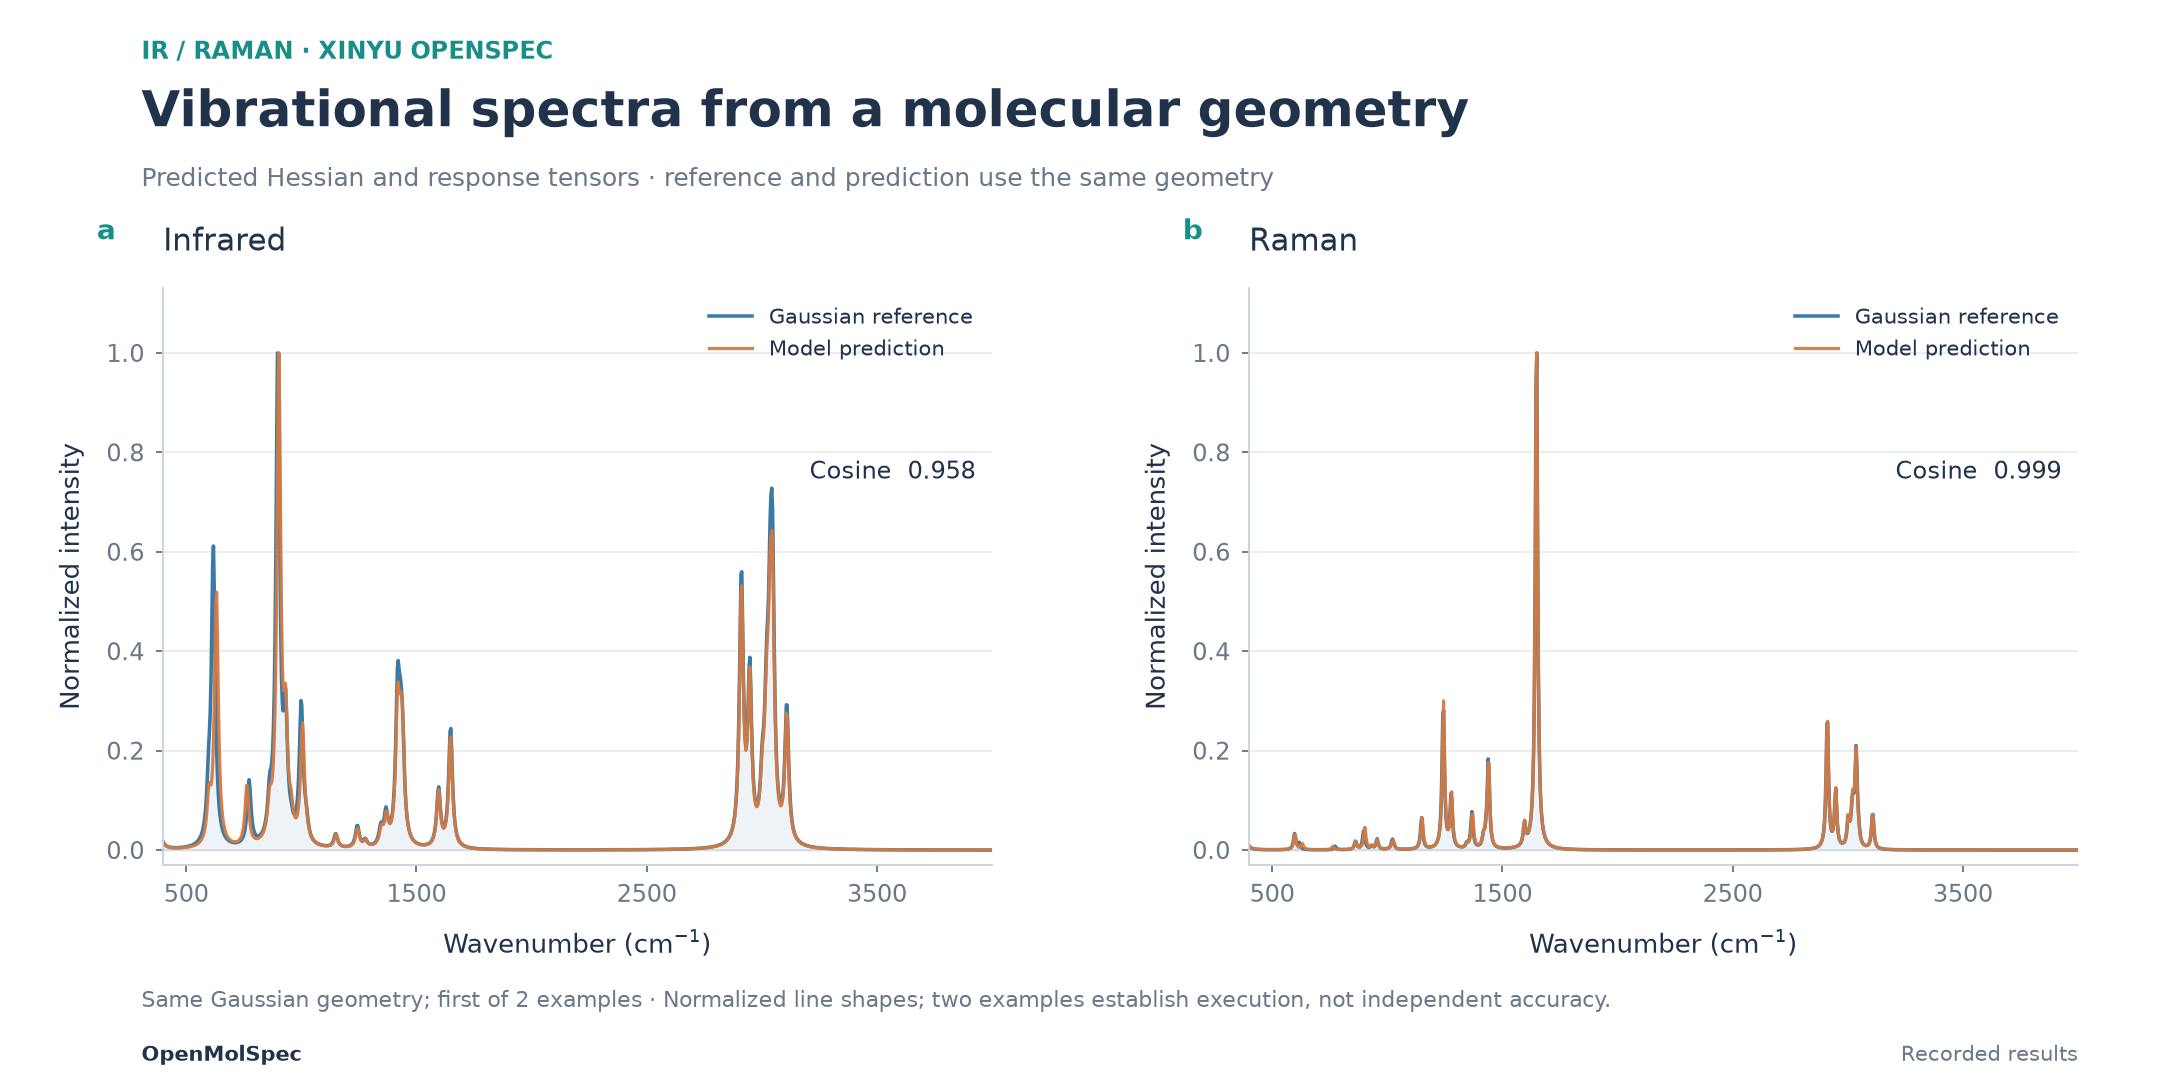 IR / RAMAN · XINYU OPENSPEC
Vibrational spectra from a molecular geometry
Predicted Hessian and response tensors · reference and prediction use the same geometry
a
Infrared
Gaussian reference
Model prediction
Cosine 0.958
Normalized intensity
1.0
0.8
0.6
0.4
0.2
0.0
500 1500 2500 3500
Wavenumber (cm⁻¹)
b
Raman
Gaussian reference
Model prediction
Cosine 0.999
Normalized intensity
1.0
0.8
0.6
0.4
0.2
0.0
500 1500 2500 3500
Wavenumber (cm⁻¹)
Same Gaussian geometry; first of 2 examples · Normalized line shapes; two examples establish execution, not independent accuracy.
OpenMolSpec
Recorded results